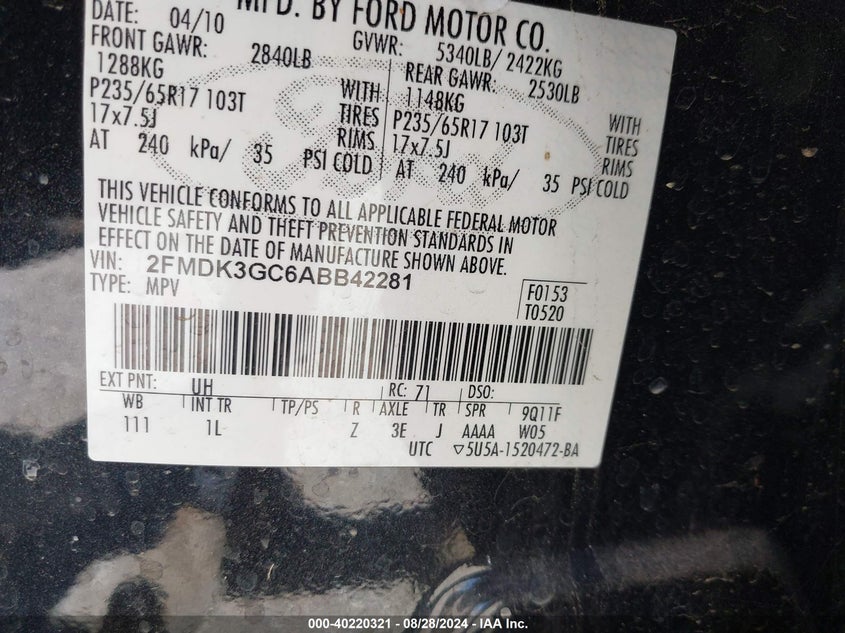 MFD. BY FORD MOTOR CO.
DATE: 04/10 GVWR: 5340LB/ 2422KG
FRONT GAWR: 2840LB REAR GAWR: 2530LB
1288KG WITH 1148KG WITH
P235/65R17 103T TIRES P235/65R17 103T TIRES
17x7.5J RIMS 17x7.5J RIMS
AT 240 kPa/ 35 PSI COLD AT 240 kPa/ 35 PSI COLD
THIS VEHICLE CONFORMS TO ALL APPLICABLE FEDERAL MOTOR
VEHICLE SAFETY AND THEFT PREVENTION STANDARDS IN
EFFECT ON THE DATE OF MANUFACTURE SHOWN ABOVE.
VIN: 2FMDK3GC6ABB42281
TYPE: MPV
F0153
T0520
EXT PNT: UH RC: 71 DSO:
WB INT TR TP/PS R AXLE TR SPR 9Q11F
111 1L Z 3E J AAAA W05
UTC ▽5U5A-1520472-BA
000-40220321 - 08/28/2024 - IAA Inc.